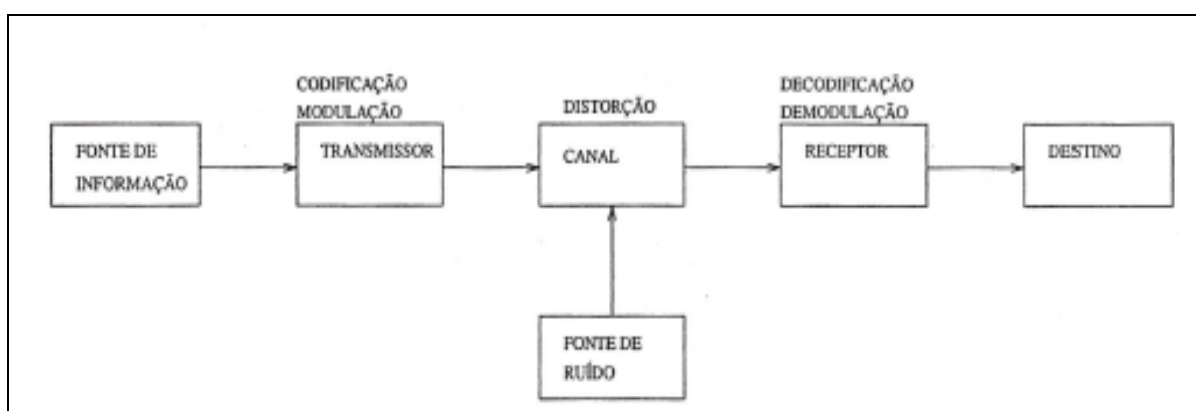 CODIFICAÇÃO
MODULAÇÃO
DISTORÇÃO
DECODIFICAÇÃO
DEMODULAÇÃO
FONTE DE
INFORMAÇÃO
TRANSMISSOR
CANAL
RECEPTOR
DESTINO
FONTE DE
RUÍDO